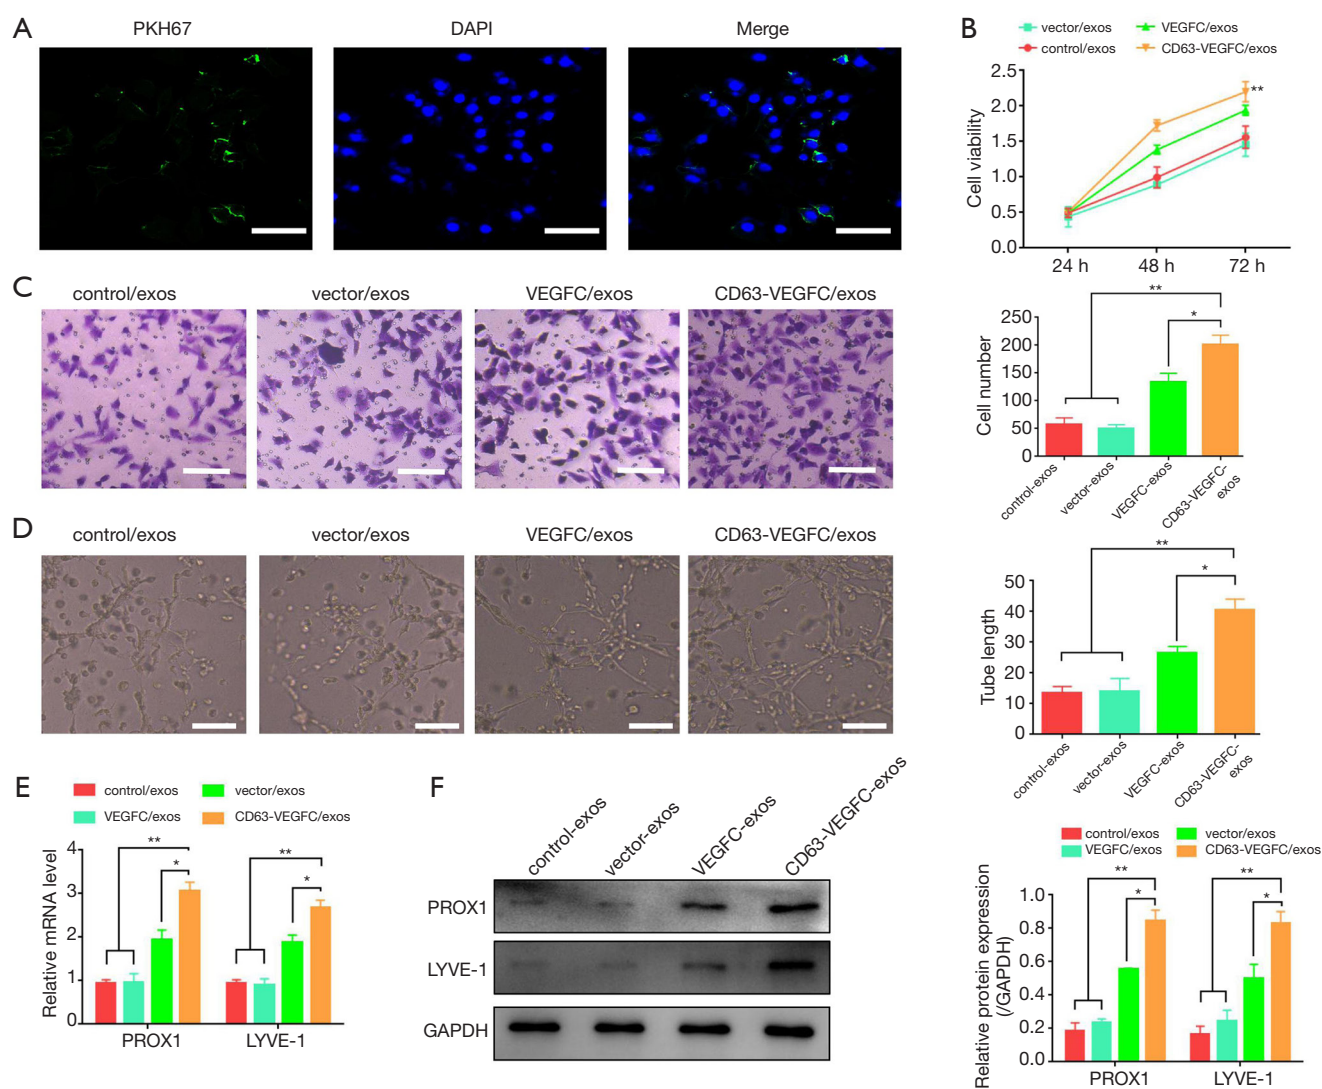 A
PKH67
DAPI
Merge
B
vector/exos
VEGFC/exos
control/exos
CD63-VEGFC/exos
Cell viability
2.5
2.0
1.5
1.0
0.5
0.0
**
24 h
48 h
72 h
C
control/exos
vector/exos
VEGFC/exos
CD63-VEGFC/exos
Cell number
250
200
150
100
50
0
**
*
control-exos
vector-exos
VEGFC-exos
CD63-VEGFC-
exos
D
control/exos
vector/exos
VEGFC/exos
CD63-VEGFC/exos
Tube length
50
40
30
20
10
0
**
*
control-exos
vector-exos
VEGFC-exos
CD63-VEGFC-
exos
E
control/exos
vector/exos
VEGFC/exos
CD63-VEGFC/exos
Relative mRNA level
4
3
2
1
0
**
*
**
*
PROX1
LYVE-1
F
control-exos
vector-exos
VEGFC-exos
CD63-VEGFC-exos
PROX1
LYVE-1
GAPDH
control/exos
vector/exos
VEGFC/exos
CD63-VEGFC/exos
Relative protein expression
(/GAPDH)
1.0
0.8
0.6
0.4
0.2
0.0
**
*
**
*
PROX1
LYVE-1